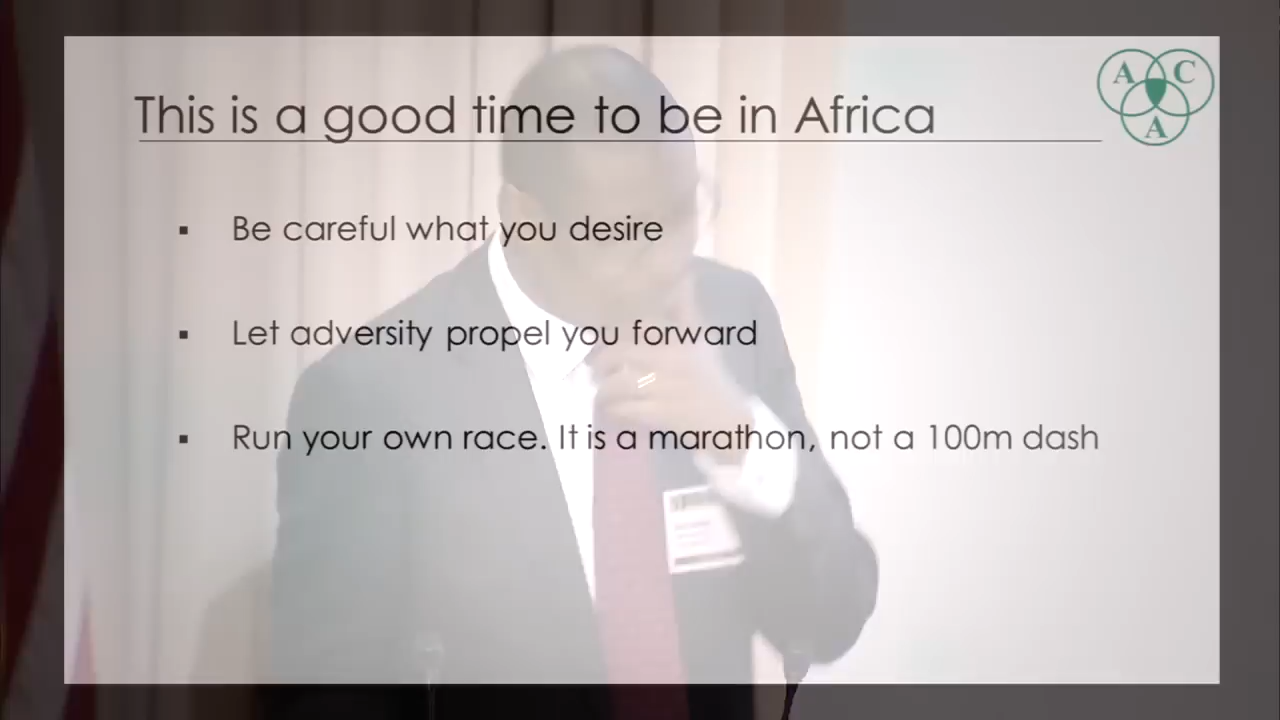 This is a good time to be in Africa
A C
A
▪ Be careful what you desire
▪ Let adversity propel you forward
▪ Run your own race. It is a marathon, not a 100m dash